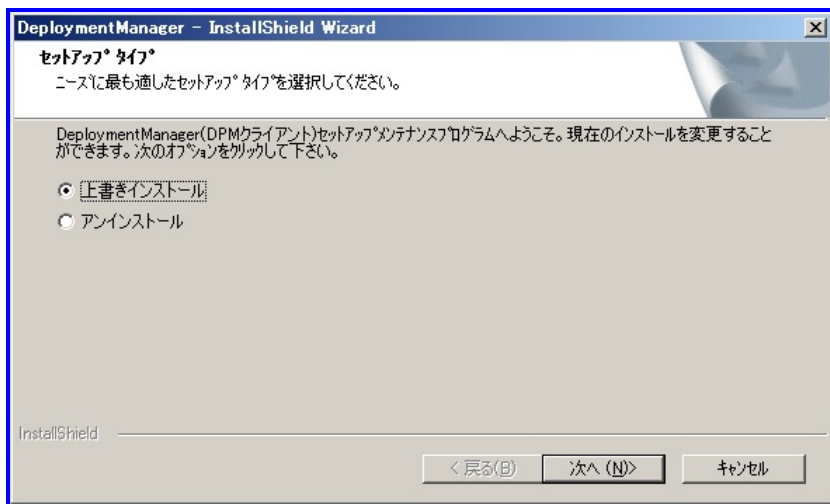 DeploymentManager - InstallShield Wizard
セットアップ タイプ
ニーズに最も適したセットアップ タイプを選択してください。
DeploymentManager(DPMクライアント)セットアップメンテナンスプログラムへようこそ。現在のインストールを変更すること
ができます。次のオプションをクリックして下さい。
上書きインストール
アンインストール
InstallShield
< 戻る(B)
次へ (N)>
キャンセル